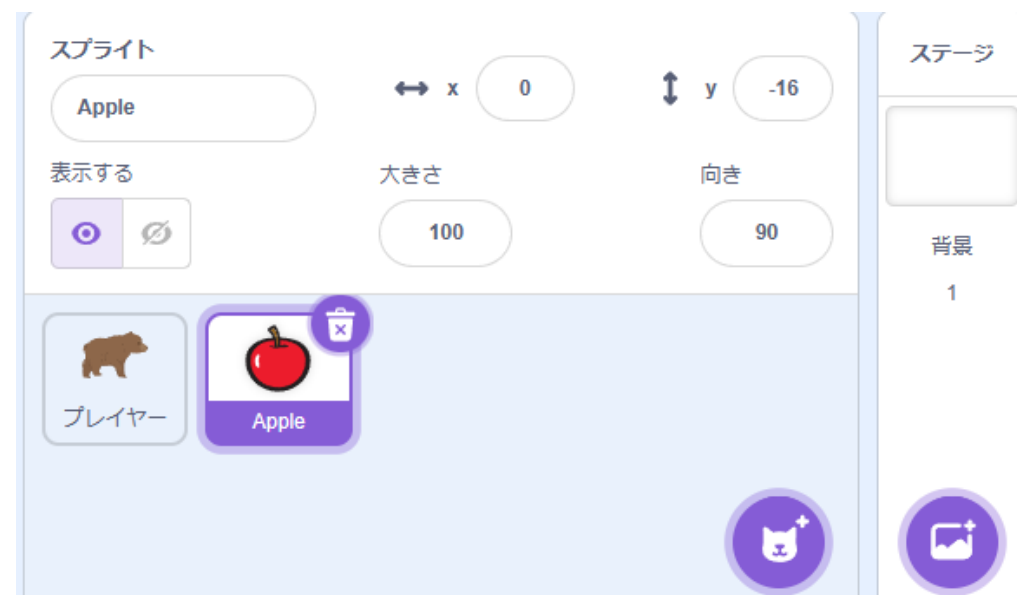 スプライト
Apple
x 0
y -16
ステージ
表示する
大きさ
向き
100
90
背景
1
プレイヤー
Apple